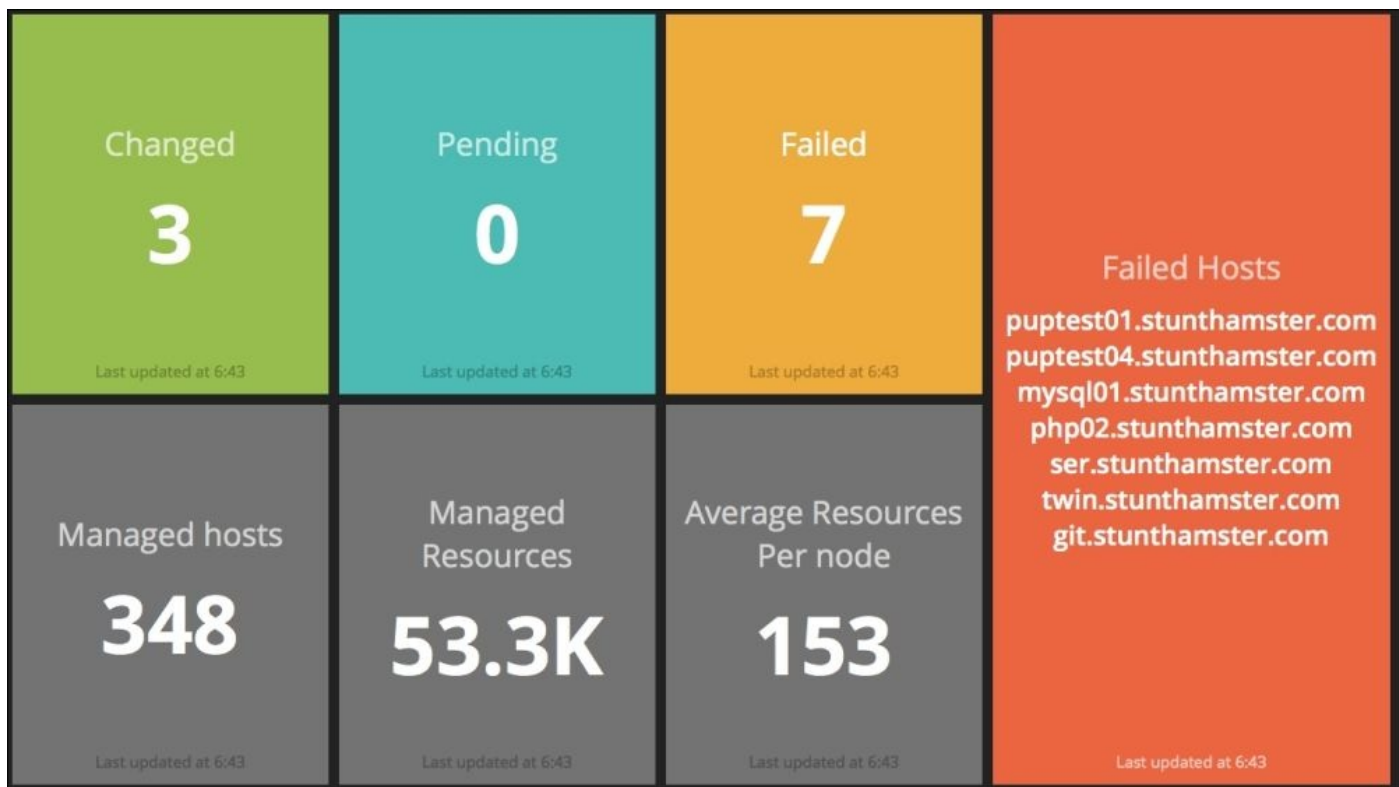 Changed
3
Last updated at 6:43
Pending
0
Last updated at 6:43
Failed
7
Last updated at 6:43
Failed Hosts
puptest01.stunthamster.com
puptest04.stunthamster.com
mysql01.stunthamster.com
php02.stunthamster.com
ser.stunthamster.com
twin.stunthamster.com
git.stunthamster.com
Last updated at 6:43
Managed hosts
348
Last updated at 6:43
Managed
Resources
53.3K
Last updated at 6:43
Average Resources
Per node
153
Last updated at 6:43